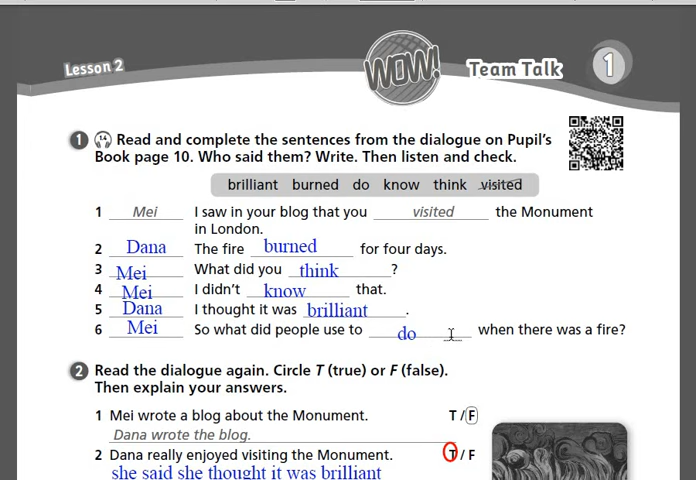 Lesson 2
WOW!
Team Talk
1
1 1.4 Read and complete the sentences from the dialogue on Pupil's
Book page 10. Who said them? Write. Then listen and check.
brilliant burned do know think visited
1 Mei I saw in your blog that you visited the Monument
in London.
2 Dana The fire burned for four days.
3 Mei What did you think ?
4 Mei I didn't know that.
5 Dana I thought it was brilliant .
6 Mei So what did people use to do when there was a fire?
2 Read the dialogue again. Circle T (true) or F (false).
Then explain your answers.
1 Mei wrote a blog about the Monument. T / F
Dana wrote the blog.
2 Dana really enjoyed visiting the Monument. T / F
she said she thought it was brilliant